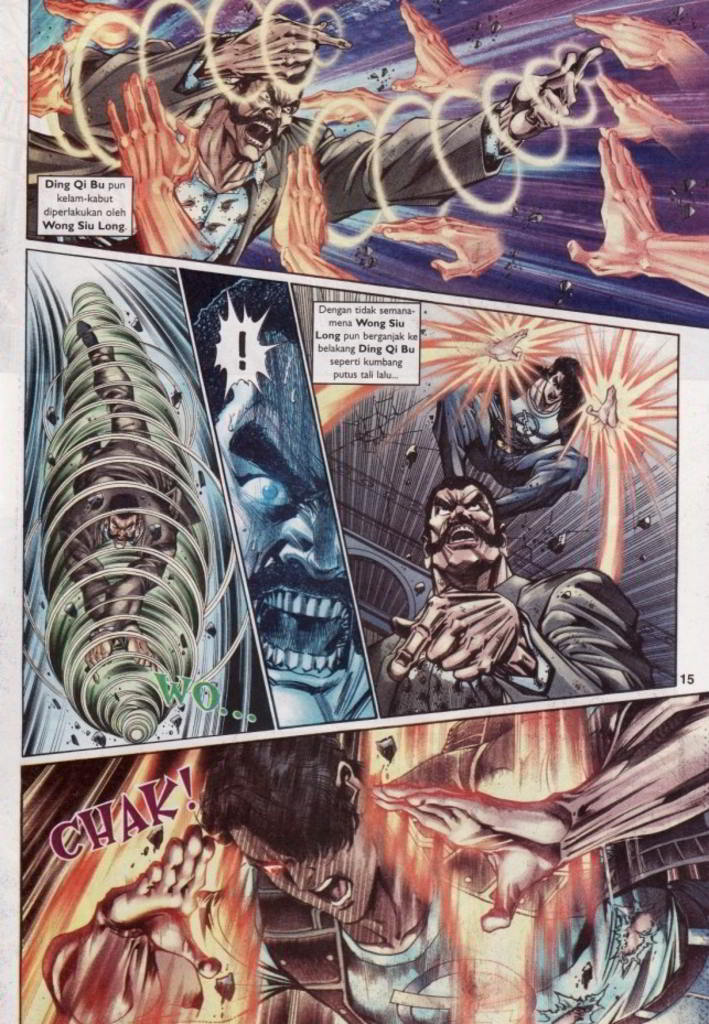 Ding Qi Bu pun
kelam-kabut
diperlakukan oleh
Wong Siu Long.
!
Dengan tidak semana-
mena Wong Siu
Long pun berganjak ke
belakang Ding Qi Bu
seperti kumbang
putus tali lalu...
WO...
15
CHAK!